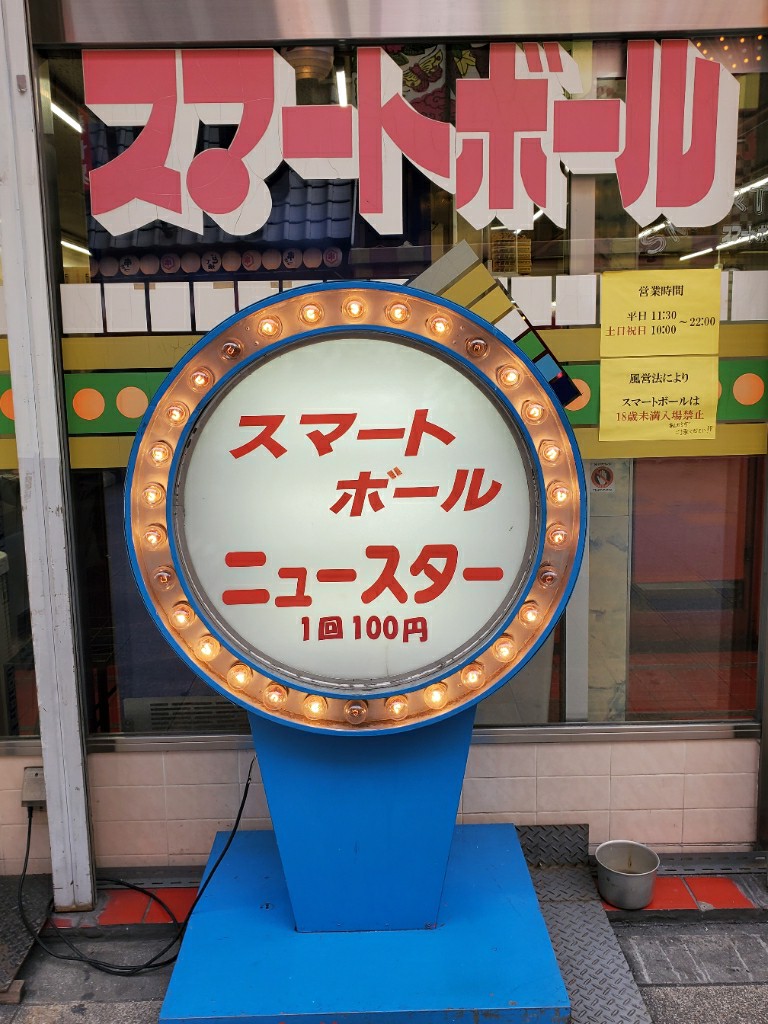 スマートボール
営業時間
平日 11:30
土日祝日 10:00
～22:00
風営法により
スマートボールは
18歳未満入場禁止
スマート
ボール
ニュースター
1回100円